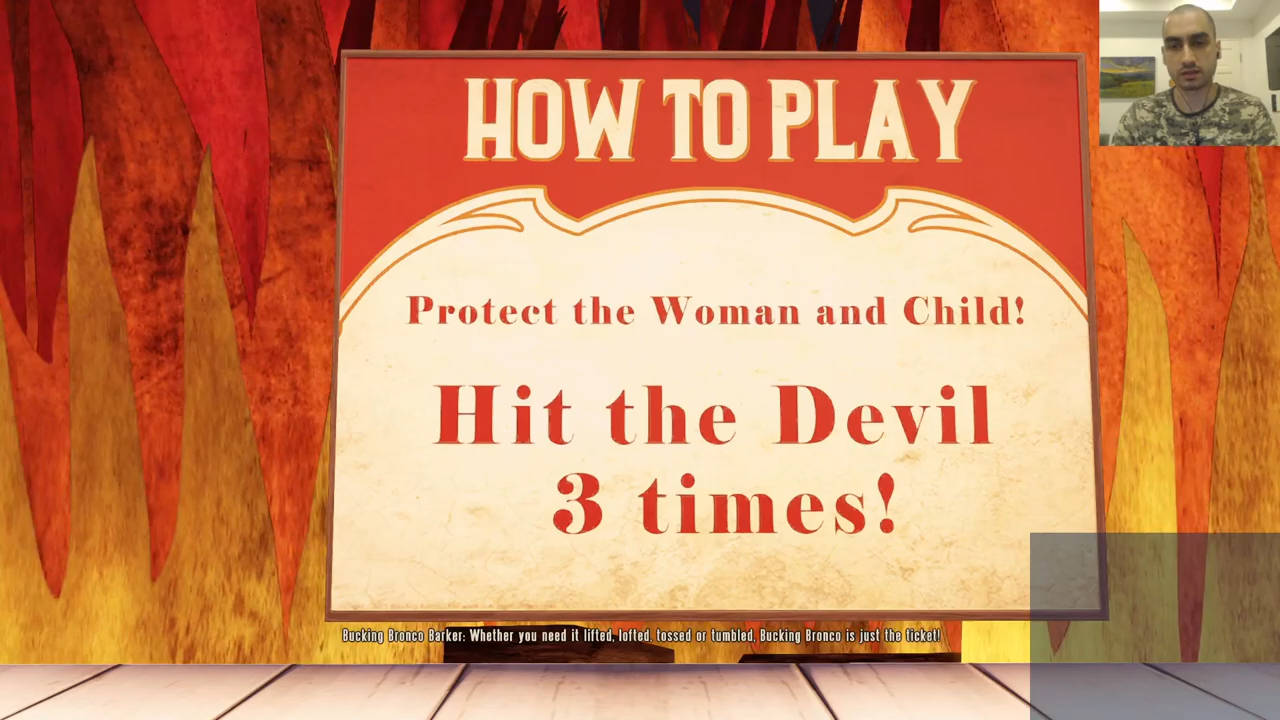 HOW TO PLAY
Protect the Woman and Child!
Hit the Devil
3 times!
Bucking Bronco Barker: Whether you need it lifted, lofted, tossed or tumbled, Bucking Bronco is just the ticket!